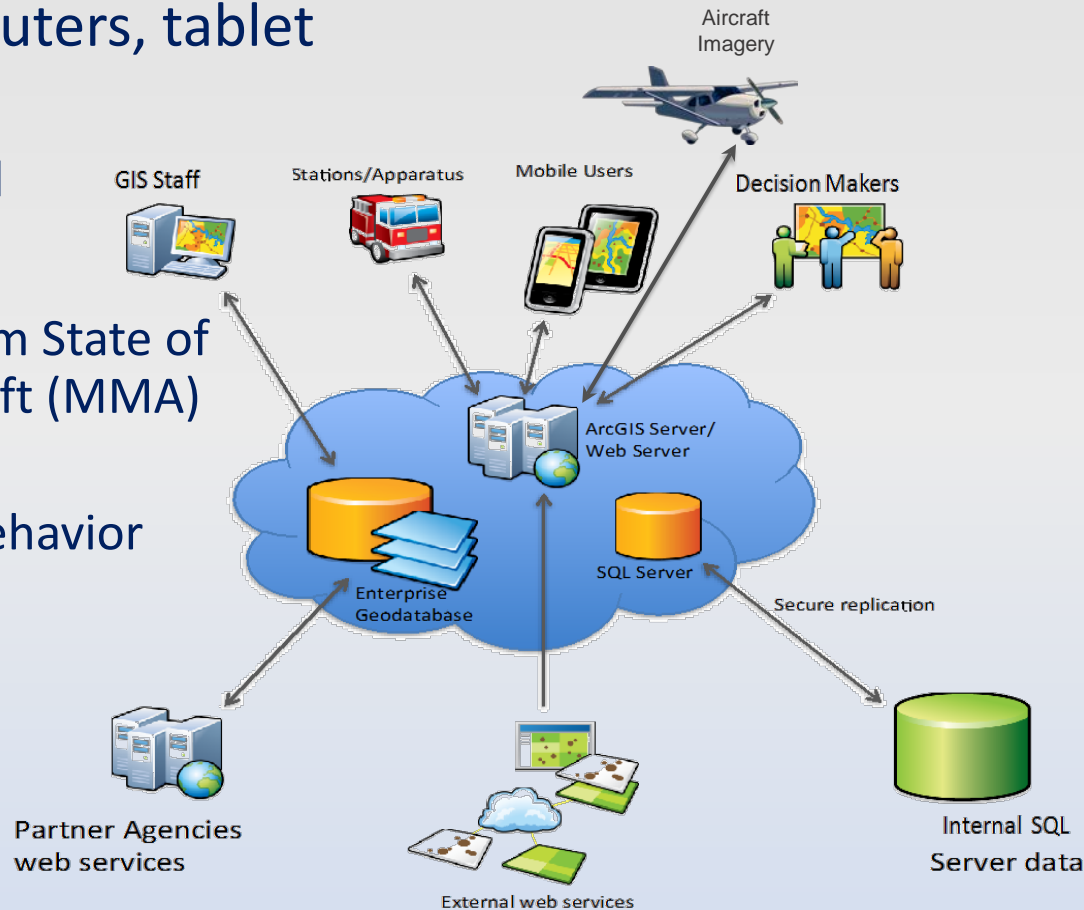 uters, tablet
m State of
ft (MMA)
ehavior
Aircraft
Imagery
GIS Staff
Stations/Apparatus
Mobile Users
Decision Makers
ArcGIS Server/
Web Server
SQL Server
Enterprise
Geodatabase
Secure replication
Partner Agencies
web services
External web services
Internal SQL
Server data